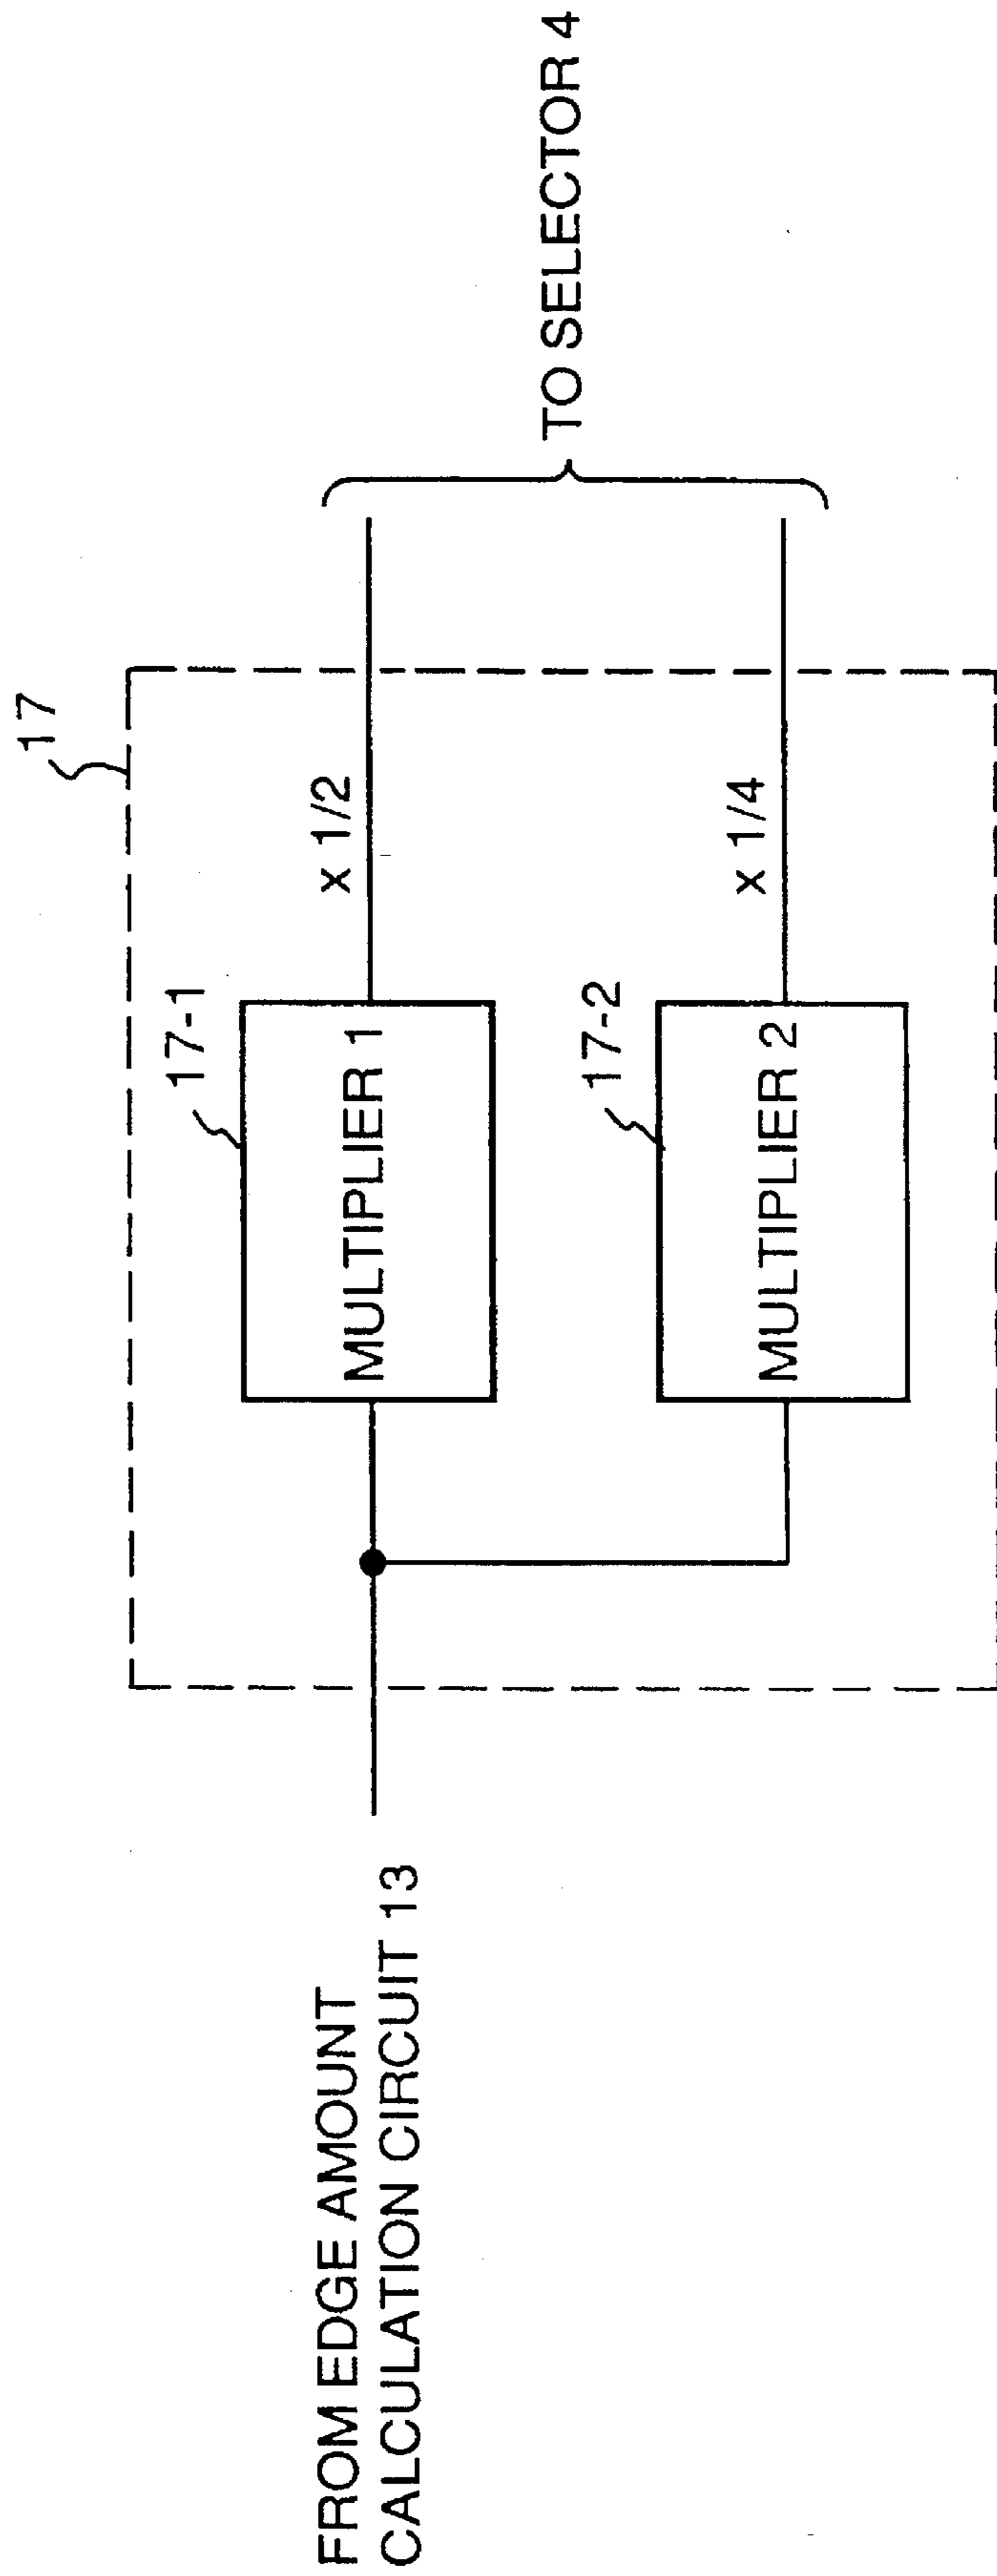 17
17-1
MULTIPLIER 1
x 1/2
17-2
MULTIPLIER 2
x 1/4
FROM EDGE AMOUNT
CALCULATION CIRCUIT 13
TO SELECTOR 4